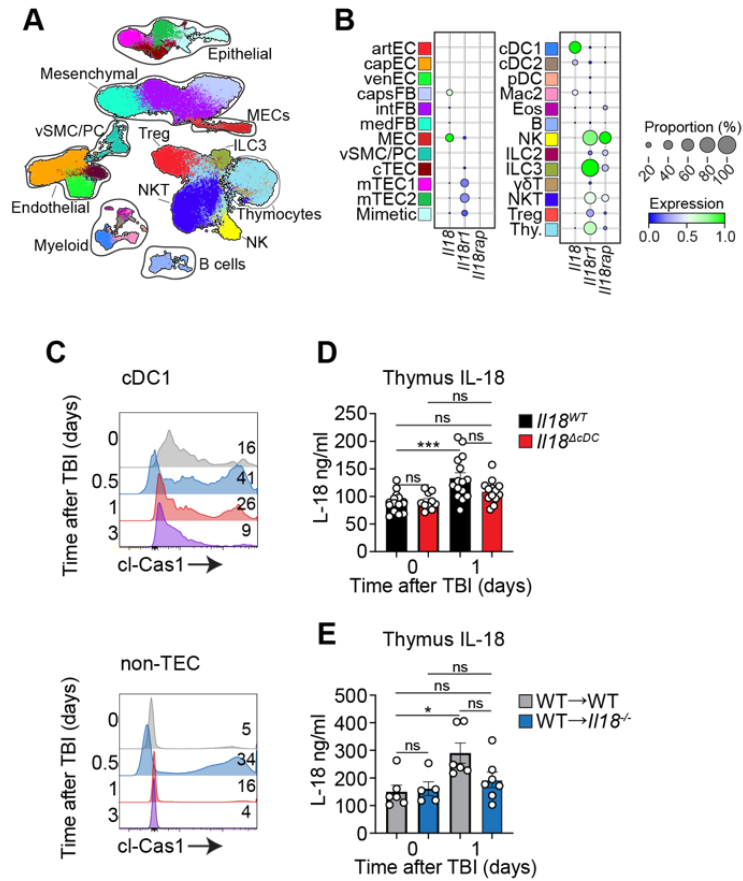 A
Epithelial
Mesenchymal
MECs
vSMC/PC
Treg
ILC3
NKT
Thymocytes
Endothelial
NK
Myeloid
B cells
B
artEC
capEC
venEC
capsFB
intFB
medFB
MEC
vSMC/PC
cTEC
mTEC1
mTEC2
Mimetic
Il18
Il18r1
Il18rap
cDC1
cDC2
pDC
Mac2
Eos
B
NK
ILC2
ILC3
γδT
NKT
Treg
Thy.
Il18
Il18r1
Il18rap
Proportion (%)
20 40 60 80 100
Expression
0.0 0.5 1.0
C
cDC1
Time after TBI (days)
0 16
0.5 41
1 26
3 9
cl-Cas1
non-TEC
Time after TBI (days)
0 5
0.5 34
1 16
3 4
cl-Cas1
D
Thymus IL-18
ns
ns
*** ns
ns
L-18 ng/ml
250
200
150
100
50
0
0 1
Time after TBI (days)
Il18WT
Il18ΔcDC
E
Thymus IL-18
ns
ns
* ns
ns
L-18 ng/ml
500
400
300
200
100
0
0 1
Time after TBI (days)
WT→WT
WT→Il18-/-